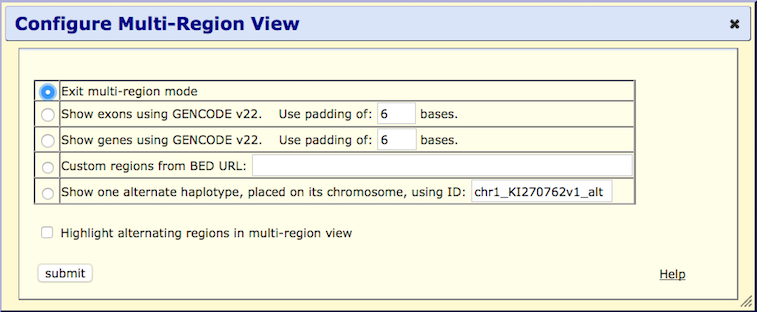 Configure Multi-Region View
Exit multi-region mode
Show exons using GENCODE v22. Use padding of: 6 bases.
Show genes using GENCODE v22. Use padding of: 6 bases.
Custom regions from BED URL:
Show one alternate haplotype, placed on its chromosome, using ID: chr1_KI270762v1_alt
Highlight alternating regions in multi-region view
submit Help